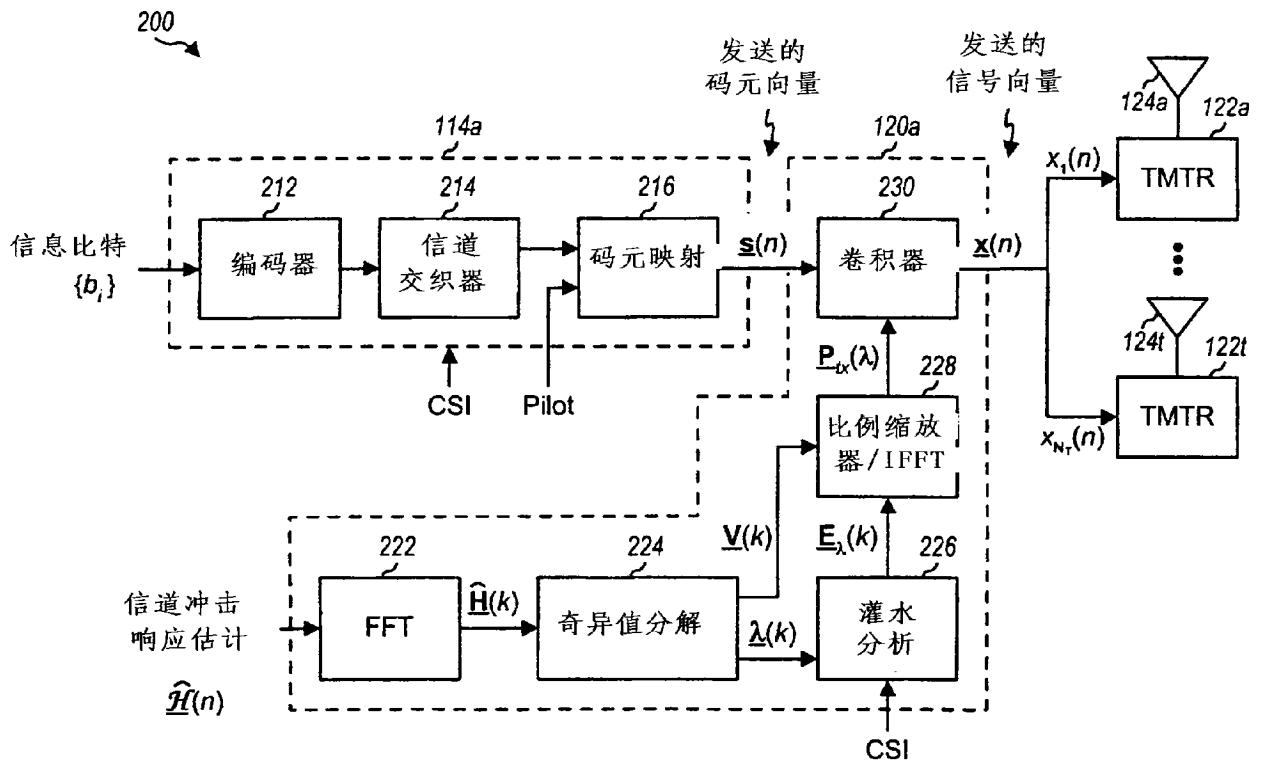 200
发送的
码元向量
发送的
信号向量
114a
120a
124a
122a
212
214
216
230
x₁(n)
TMTR
信息比特
{bᵢ}
编码器
信道
交织器
码元映射
s(n)
卷积器
x(n)
•••
124t
122t
CSI
Pilot
P_tx(λ)
228
比例缩放
器/IFFT
x_{N_T}(n)
TMTR
222
224
V(k)
E_λ(k)
226
信道冲击
响应估计
Ĥ(n)
FFT
Ĥ(k)
奇异值分解
λ(k)
灌水
分析
CSI